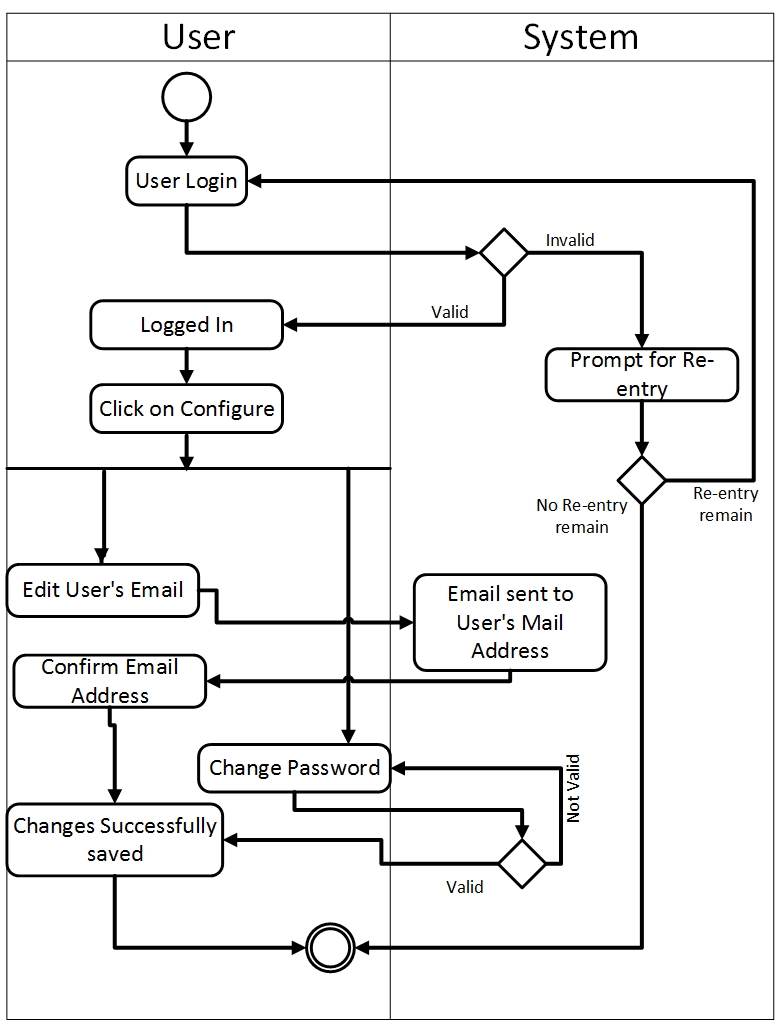 User
System
User Login
Invalid
Valid
Logged In
Prompt for Re-
entry
Click on Configure
No Re-entry
remain
Re-entry
remain
Edit User's Email
Email sent to
User's Mail
Address
Confirm Email
Address
Change Password
Not Valid
Changes Successfully
saved
Valid